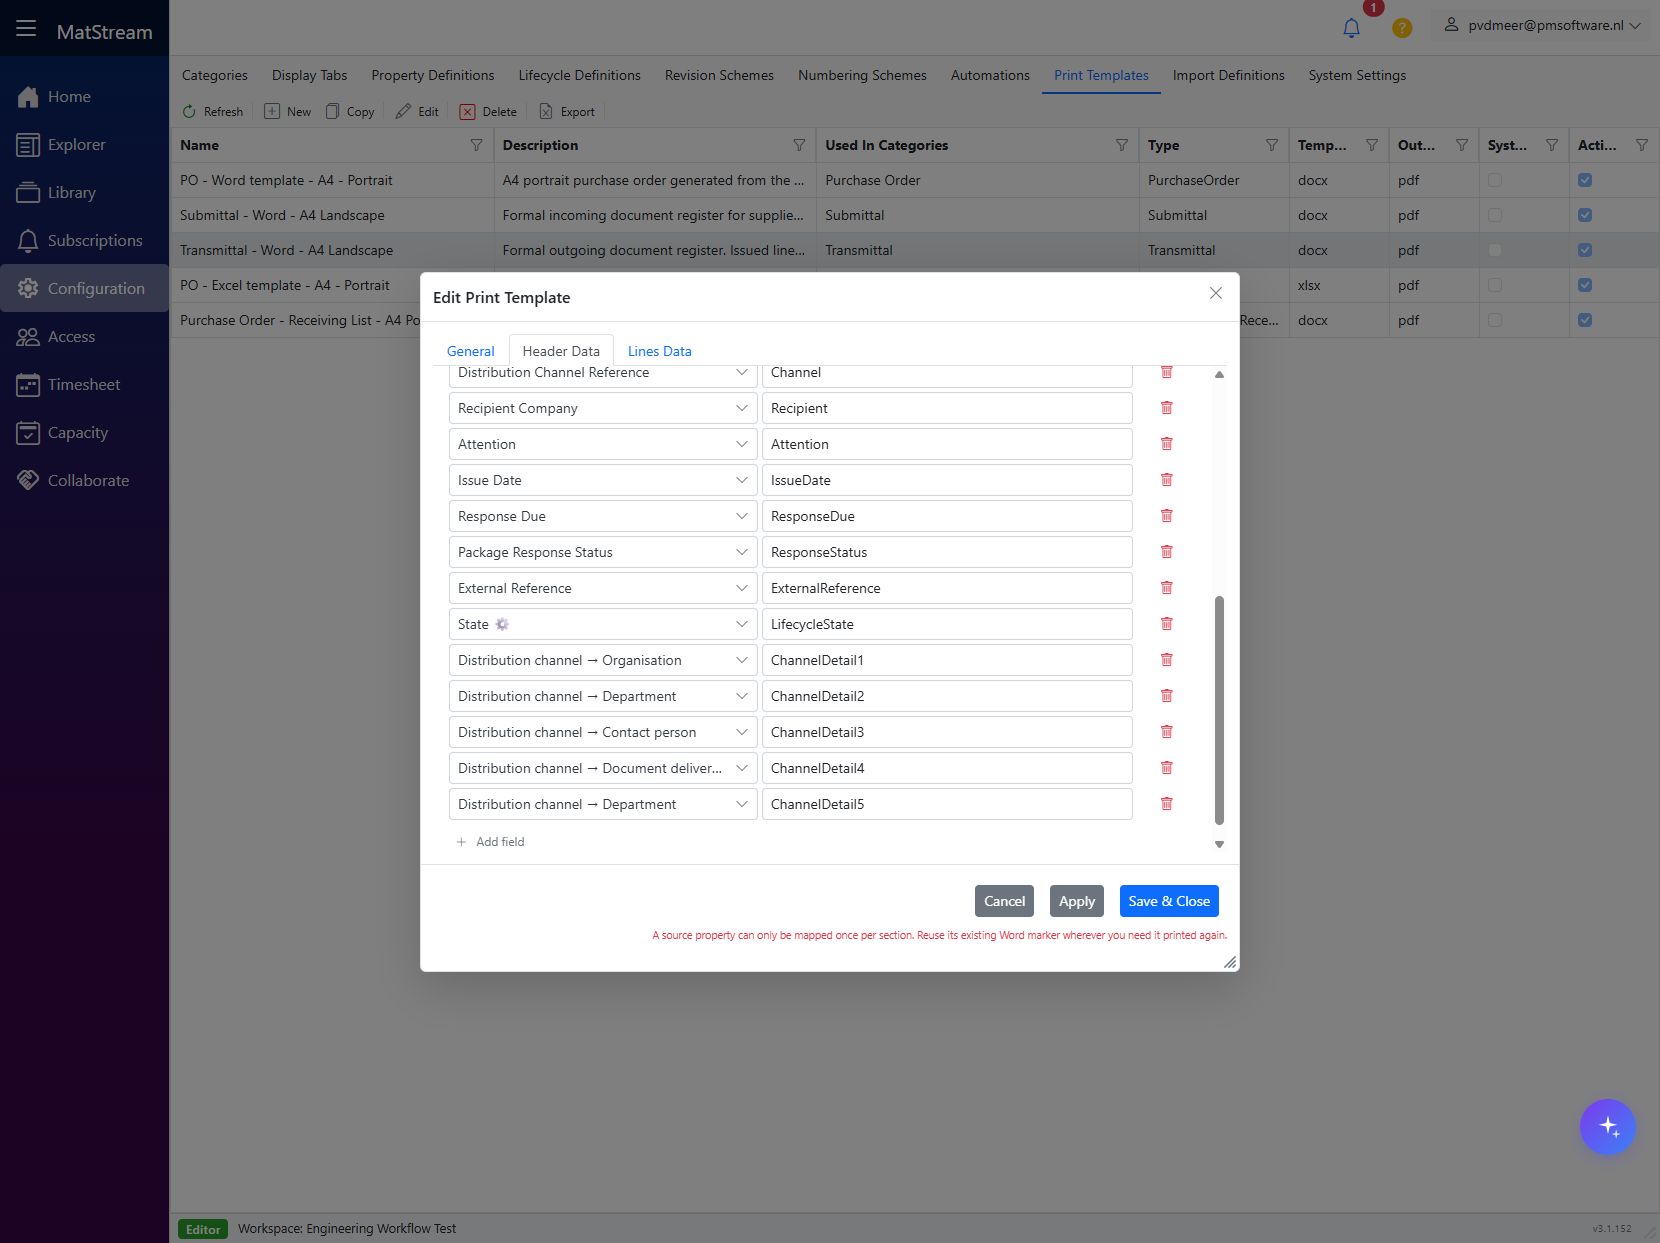 MatStream
1
?
pvdmeer@pmsoftware.nl
Home
Explorer
Library
Subscriptions
Configuration
Access
Timesheet
Capacity
Collaborate
Categories Display Tabs Property Definitions Lifecycle Definitions Revision Schemes Numbering Schemes Automations Print Templates Import Definitions System Settings
Refresh New Copy Edit Delete Export
Name Description Used In Categories Type Temp... Out... Syst... Acti...
PO - Word template - A4 - Portrait A4 portrait purchase order generated from the ... Purchase Order PurchaseOrder docx pdf
Submittal - Word - A4 Landscape Formal incoming document register for supplie... Submittal Submittal docx pdf
Transmittal - Word - A4 Landscape Formal outgoing document register. Issued line... Transmittal Transmittal docx pdf
PO - Excel template - A4 - Portrait xlsx pdf
Purchase Order - Receiving List - A4 Po Rece... docx pdf
Edit Print Template
General Header Data Lines Data
Distribution Channel Reference Channel
Recipient Company Recipient
Attention Attention
Issue Date IssueDate
Response Due ResponseDue
Package Response Status ResponseStatus
External Reference ExternalReference
State LifecycleState
Distribution channel → Organisation ChannelDetail1
Distribution channel → Department ChannelDetail2
Distribution channel → Contact person ChannelDetail3
Distribution channel → Document deliver... ChannelDetail4
Distribution channel → Department ChannelDetail5
+ Add field
Cancel Apply Save & Close
A source property can only be mapped once per section. Reuse its existing Word marker wherever you need it printed again.
Editor Workspace: Engineering Workflow Test
v3.1.152